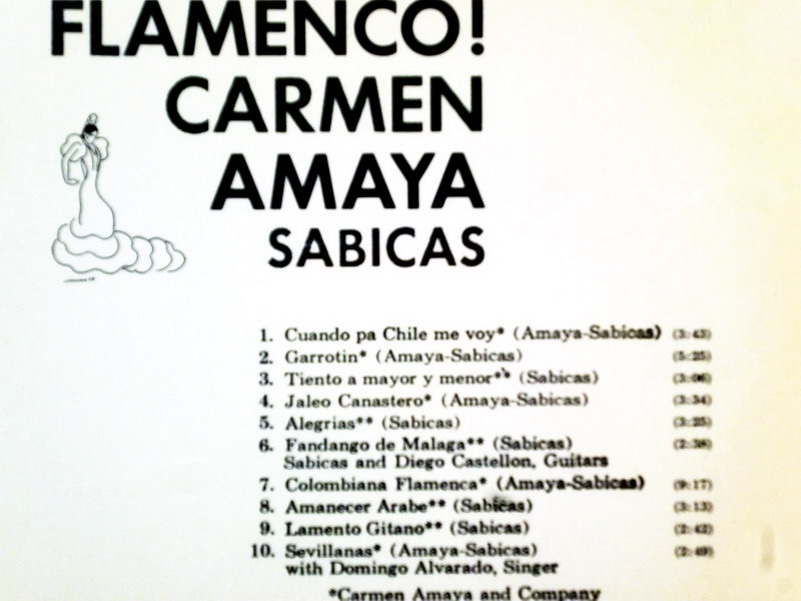 FLAMENCO!
CARMEN
AMAYA
SABICAS
1. Cuando pa Chile me voy* (Amaya-Sabicas) (3:43)
2. Garrotin* (Amaya-Sabicas) (5:25)
3. Tiento a mayor y menor** (Sabicas) (3:06)
4. Jaleo Canastero* (Amaya-Sabicas) (3:34)
5. Alegrias** (Sabicas) (3:25)
6. Fandango de Malaga** (Sabicas) (2:38)
Sabicas and Diego Castellon, Guitars
7. Colombiana Flamenca* (Amaya-Sabicas) (9:17)
8. Amanecer Arabe** (Sabicas) (3:13)
9. Lamento Gitano** (Sabicas) (2:42)
10. Sevillanas* (Amaya-Sabicas) (2:49)
with Domingo Alvarado, Singer
*Carmen Amaya and Company